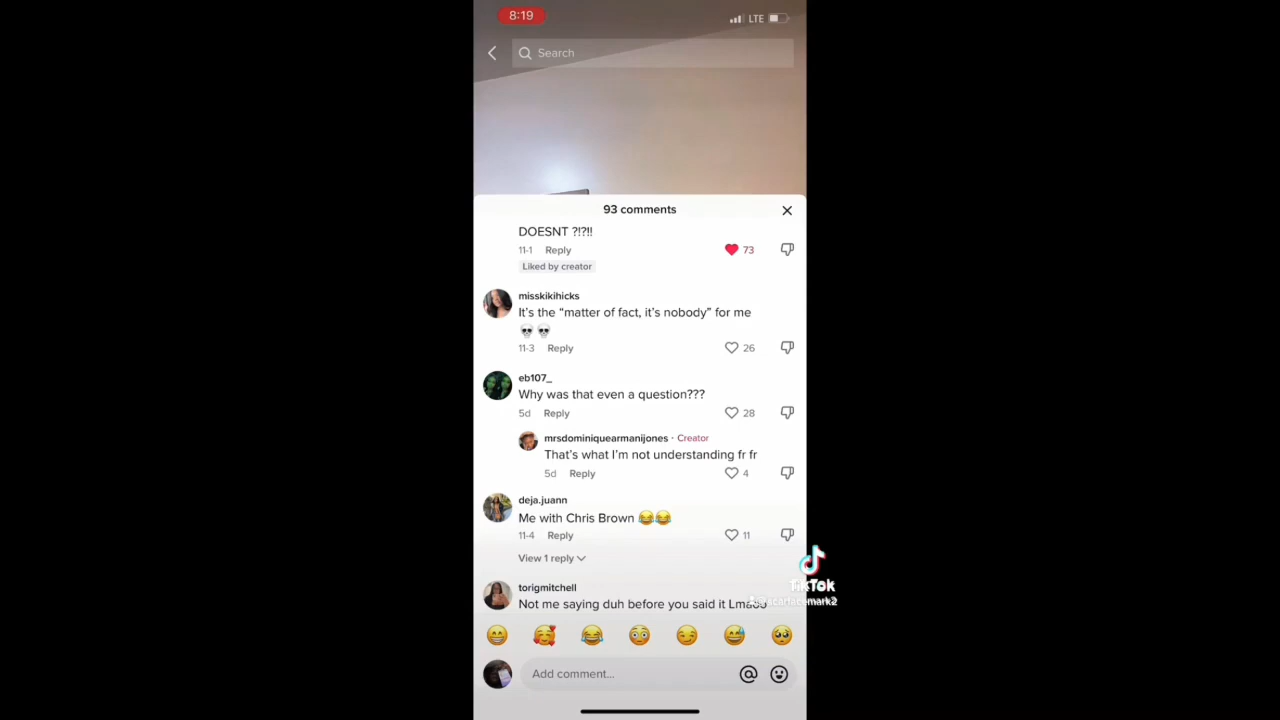 8:19
LTE
Search
93 comments
DOESNT ?!?!!
11-1 Reply
73
Liked by creator
misskikihicks
It's the “matter of fact, it's nobody” for me
💀💀
11-3 Reply
26
eb107_
Why was that even a question???
5d Reply
28
mrsdominiquearmanijones · Creator
That's what I'm not understanding fr fr
5d Reply
4
deja.juann
Me with Chris Brown 😂😂
11-4 Reply
11
View 1 reply
TikTok
torigmitchell
@scarfacemark2
Not me saying duh before you said it Lmaoo
😁 🥰 😂 😳 😏 😅 🥺
Add comment...